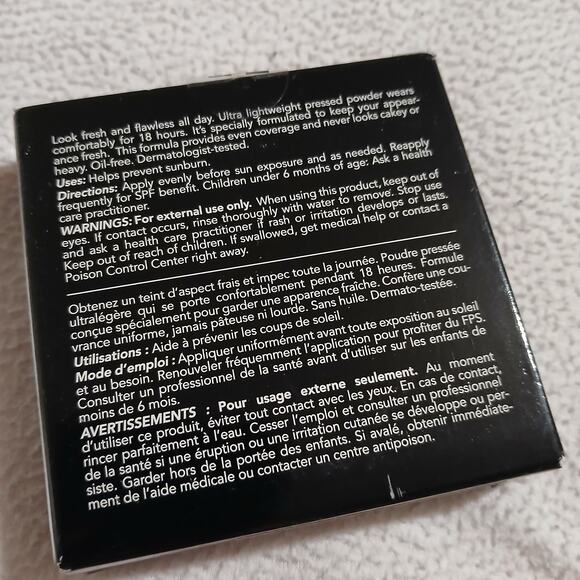 Look fresh and flawless all day. Ultra lightweight pressed powder wears
comfortably for 18 hours. It's specially formulated to keep your appear-
ance fresh. This formula provides even coverage and never looks cakey or
heavy. Oil-free. Dermatologist-tested.
Uses: Helps prevent sunburn.
Directions: Apply evenly before sun exposure and as needed. Reapply
frequently for SPF benefit. Children under 6 months of age: Ask a health
care practitioner.
WARNINGS: For external use only. When using this product, keep out of
eyes. If contact occurs, rinse thoroughly with water to remove. Stop use
and ask a health care practitioner if rash or irritation develops or lasts.
Keep out of reach of children. If swallowed, get medical help or contact a
Poison Control Center right away.
Obtenez un teint d'aspect frais et impec toute la journée. Poudre pressée
ultralégère qui se porte confortablement pendant 18 heures. Formule
conçue spécialement pour garder une apparence fraîche. Confère une cou-
vrance uniforme, jamais pâteuse ni lourde. Sans huile. Dermato-testée.
Utilisations : Aide à prévenir les coups de soleil.
Mode d'emploi : Appliquer uniformément avant toute exposition au soleil
et au besoin. Renouveler fréquemment l'application pour profiter du FPS.
Consulter un professionnel de la santé avant d'utiliser sur les enfants de
moins de 6 mois.
AVERTISSEMENTS : Pour usage externe seulement. Au moment
d'utiliser ce produit, éviter tout contact avec les yeux. En cas de contact,
rincer parfaitement à l'eau. Cesser l'emploi et consulter un professionnel
de la santé si une éruption ou une irritation cutanée se développe ou per-
siste. Garder hors de la portée des enfants. Si avalé, obtenir immédiate-
ment de l'aide médicale ou contacter un centre antipoison.